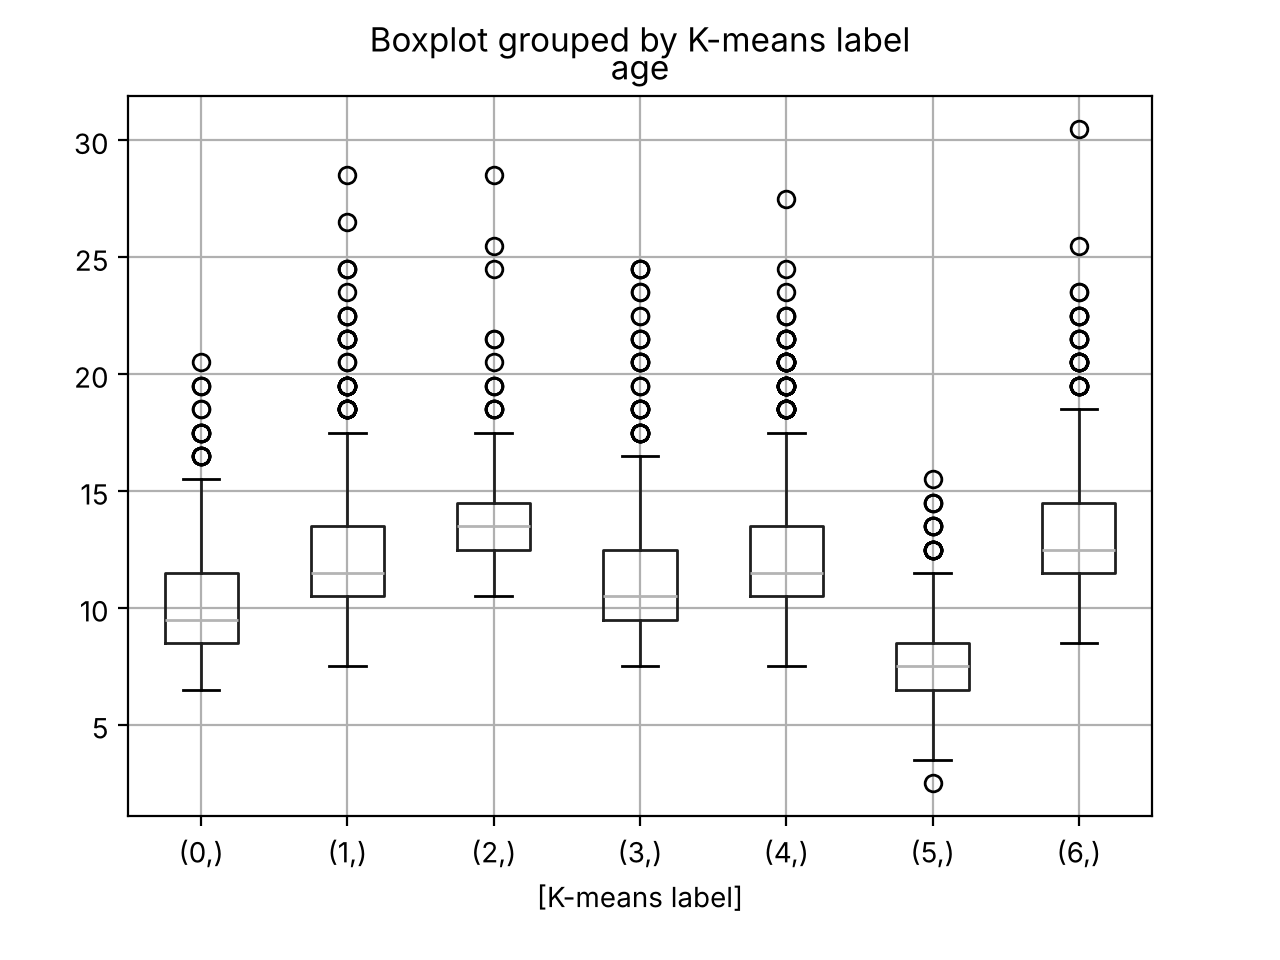 Boxplot grouped by K-means label
age
30
25
20
15
10
5
(0,) (1,) (2,) (3,) (4,) (5,) (6,)
[K-means label]